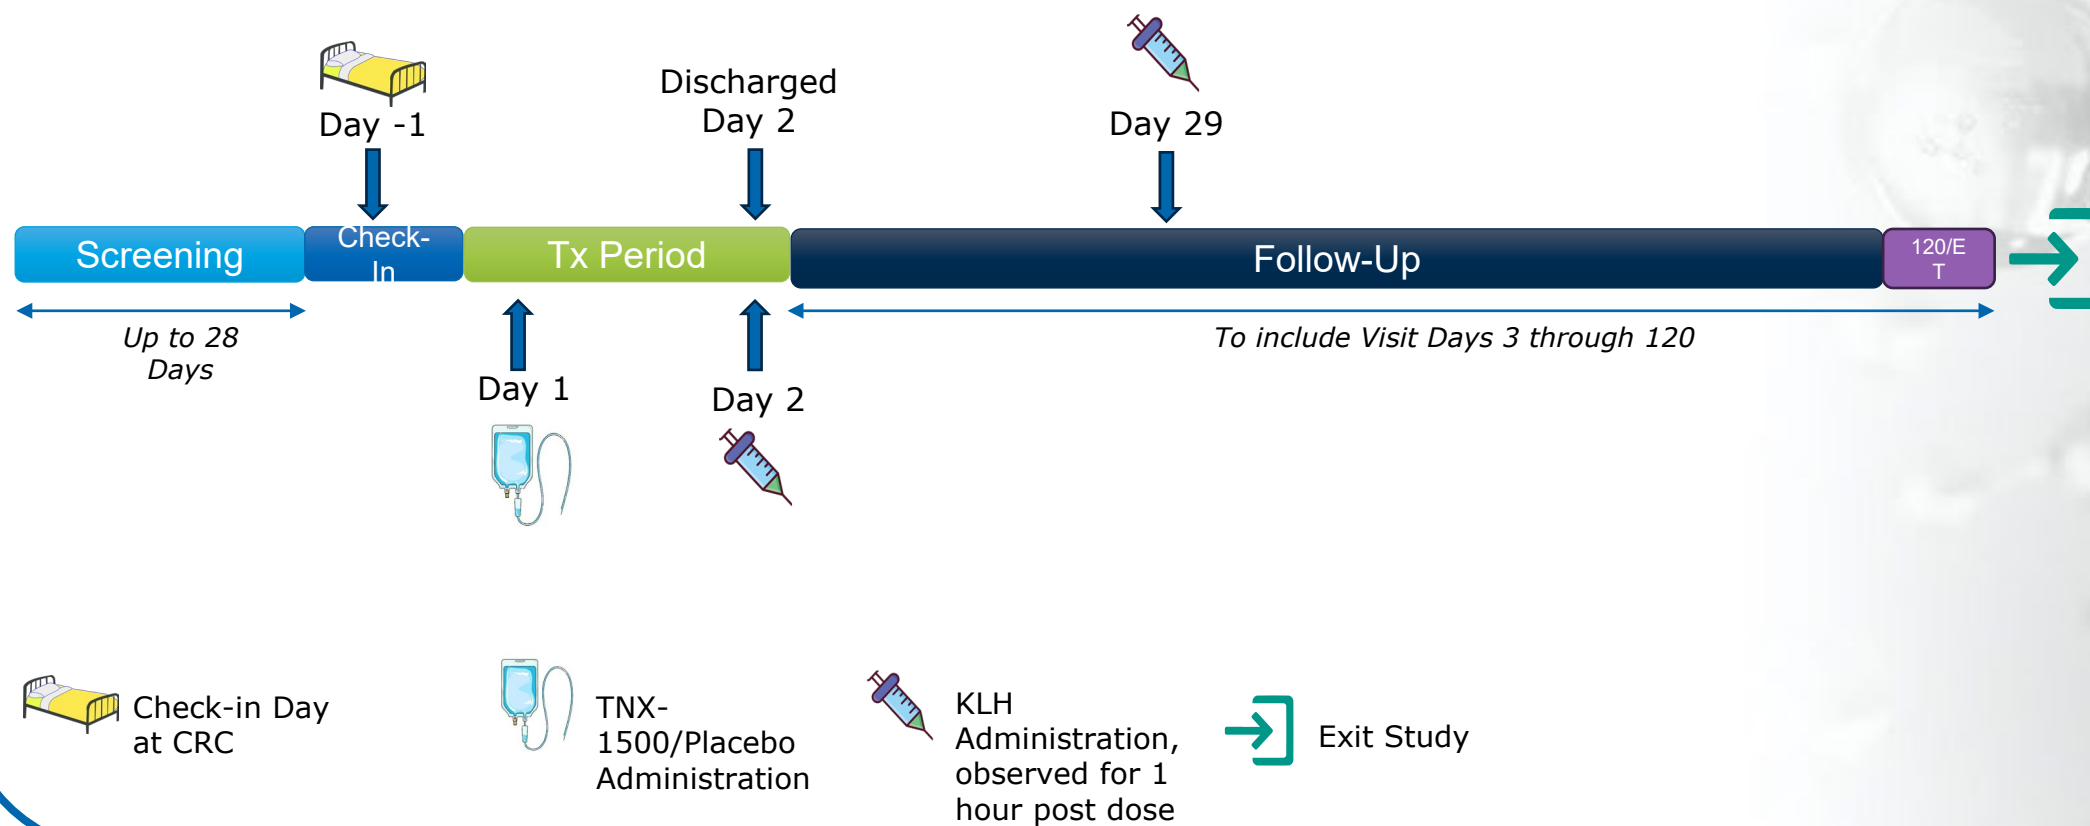 Day -1
Discharged
Day 2
Day 29
Screening
Check-
In
Tx Period
Follow-Up
120/E
T
Up to 28
Days
To include Visit Days 3 through 120
Day 1
Day 2
Check-in Day
at CRC
TNX-
1500/Placebo
Administration
KLH
Administration,
observed for 1
hour post dose
Exit Study